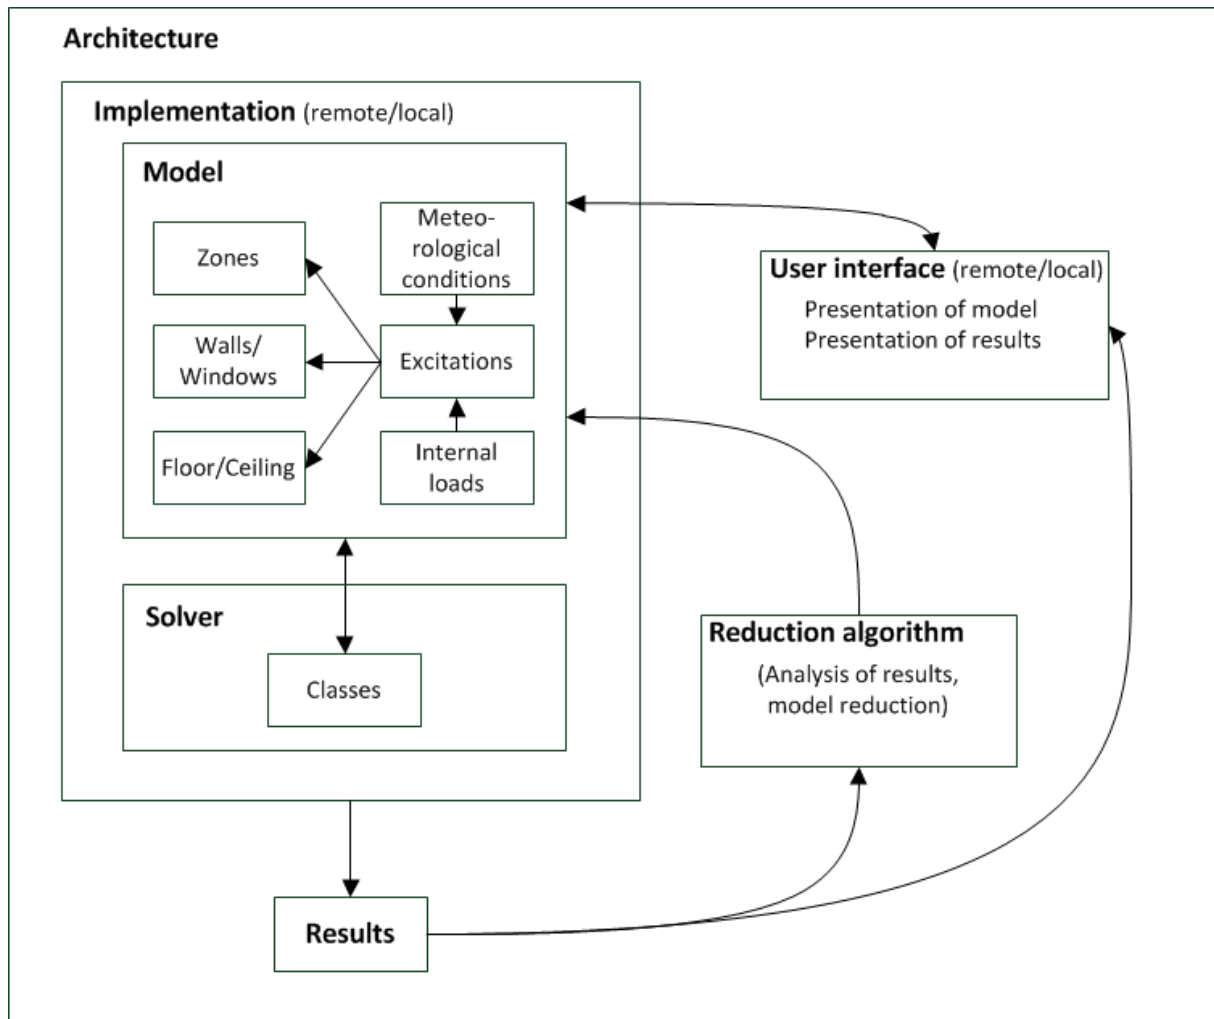 Architecture
Implementation (remote/local)
Model
Zones
Walls/
Windows
Floor/Ceiling
Meteo-
rological
conditions
Excitations
Internal
loads
Solver
Classes
Results
User interface (remote/local)
Presentation of model
Presentation of results
Reduction algorithm
(Analysis of results,
model reduction)